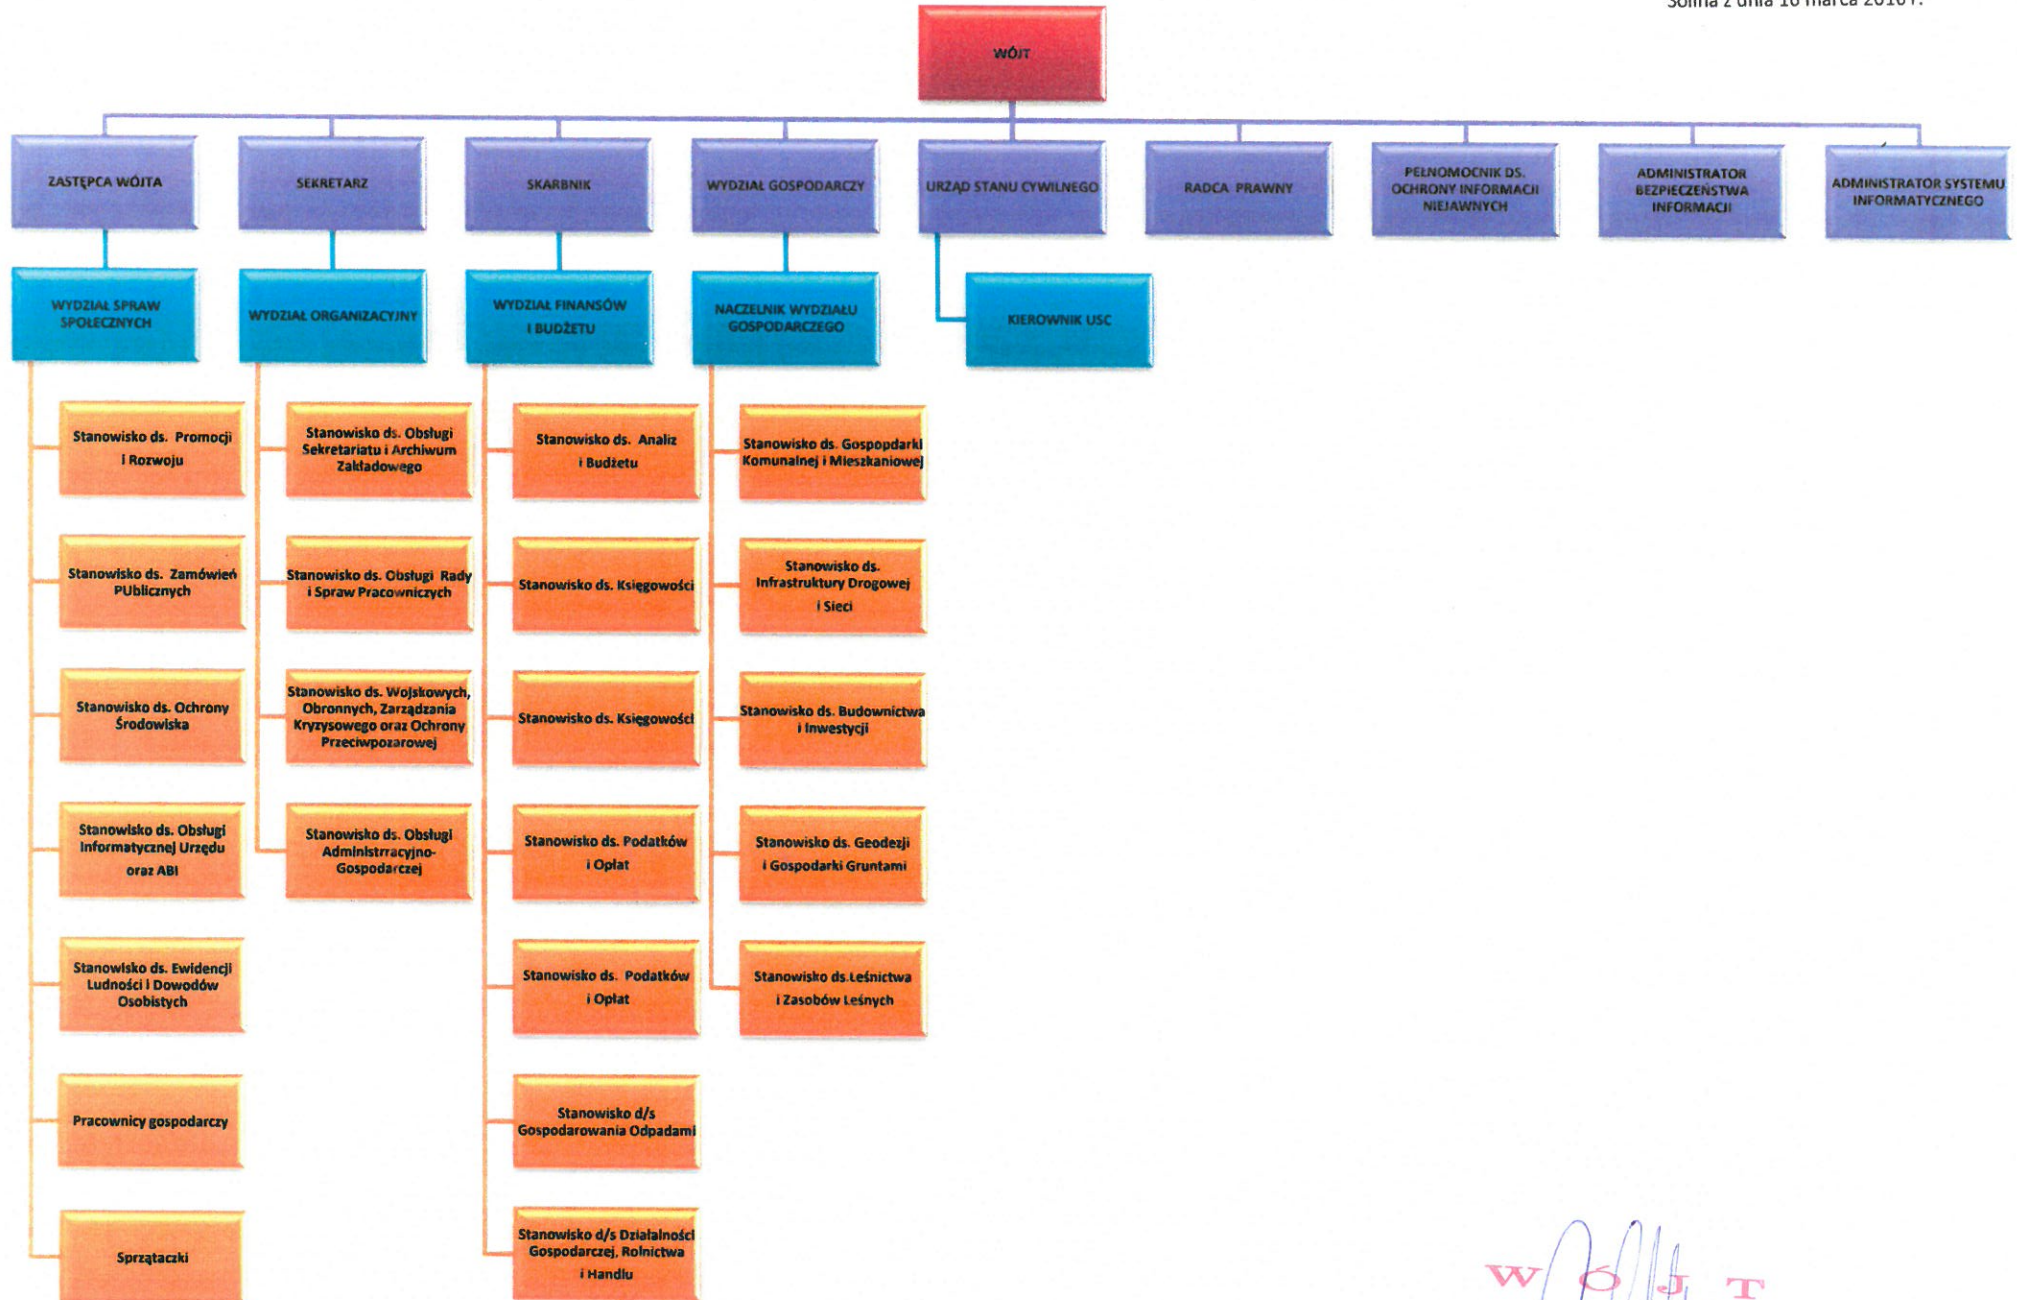 Solina z dnia 16 marca 2016 r.
WÓJT
ZASTĘPCA WÓJTA
SEKRETARZ
SKARBNIK
WYDZIAŁ GOSPODARCZY
URZĄD STANU CYWILNEGO
RADCA PRAWNY
PEŁNOMOCNIK DS.
OCHRONY INFORMACJI
NIEJAWNYCH
ADMINISTRATOR
BEZPIECZEŃSTWA
INFORMACJI
ADMINISTRATOR SYSTEMU
INFORMATYCZNEGO
WYDZIAŁ SPRAW
SPOŁECZNYCH
WYDZIAŁ ORGANIZACYJNY
WYDZIAŁ FINANSÓW
I BUDŻETU
NACZELNIK WYDZIAŁU
GOSPODARCZEGO
KIEROWNIK USC
Stanowisko ds. Promocji
i Rozwoju
Stanowisko ds. Zamówień
PUblicznych
Stanowisko ds. Ochrony
Środowiska
Stanowisko ds. Obsługi
Informatycznej Urzędu
oraz ABI
Stanowisko ds. Ewidencji
Ludności i Dowodów
Osobistych
Pracownicy gospodarczy
Sprzątaczki
Stanowisko ds. Obsługi
Sekretariatu i Archiwum
Zakładowego
Stanowisko ds. Obsługi Rady
i Spraw Pracowniczych
Stanowisko ds. Wojskowych,
Obronnych, Zarządzania
Kryzysowego oraz Ochrony
Przeciwpozarowej
Stanowisko ds. Obsługi
Administrracyjno-
Gospodarczej
Stanowisko ds. Analiz
i Budżetu
Stanowisko ds. Księgowości
Stanowisko ds. Księgowości
Stanowisko ds. Podatków
i Opłat
Stanowisko ds. Podatków
i Opłat
Stanowisko d/s
Gospodarowania Odpadami
Stanowisko d/s Działalności
Gospodarczej, Rolnictwa
i Handlu
Stanowisko ds. Gospopdarki
Komunalnej i Mieszkaniowej
Stanowisko ds.
Infrastruktury Drogowej
i Sieci
Stanowisko ds. Budownictwa
i Inwestycji
Stanowisko ds. Geodezji
i Gospodarki Gruntami
Stanowisko ds.Leśnictwa
i Zasobów Leśnych
WÓJT